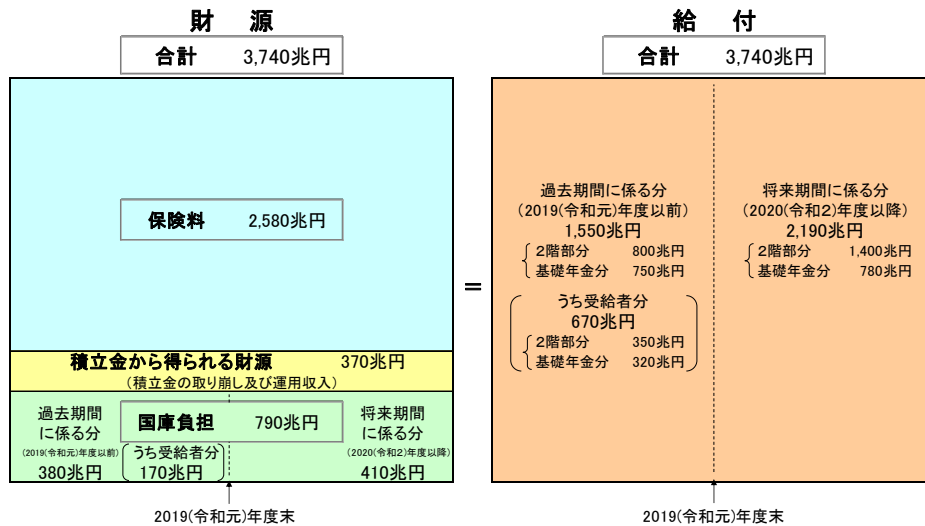 財 源
合計 3,740兆円
保険料 2,580兆円
積立金から得られる財源 370兆円
(積立金の取り崩し及び運用収入)
過去期間
に係る分
(2019(令和元)年度以前)
380兆円
国庫負担 790兆円
うち受給者分
170兆円
将来期間
に係る分
(2020(令和2)年度以降)
410兆円
2019(令和元)年度末
=
給 付
合計 3,740兆円
過去期間に係る分
(2019(令和元)年度以前)
1,550兆円
2階部分 800兆円
基礎年金分 750兆円
うち受給者分
670兆円
2階部分 350兆円
基礎年金分 320兆円
将来期間に係る分
(2020(令和2)年度以降)
2,190兆円
2階部分 1,400兆円
基礎年金分 780兆円
2019(令和元)年度末